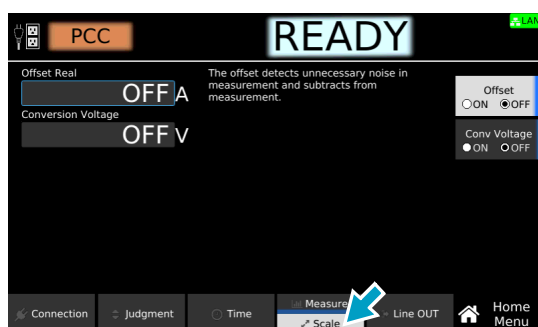 PCC
READY
LAN
Offset Real
OFF A
Conversion Voltage
OFF V
The offset detects unnecessary noise in
measurement and subtracts from
measurement.
Offset
ON OFF
Conv Voltage
ON OFF
Connection
Judgment
Time
Measure
Scale
Line OUT
Home
Menu